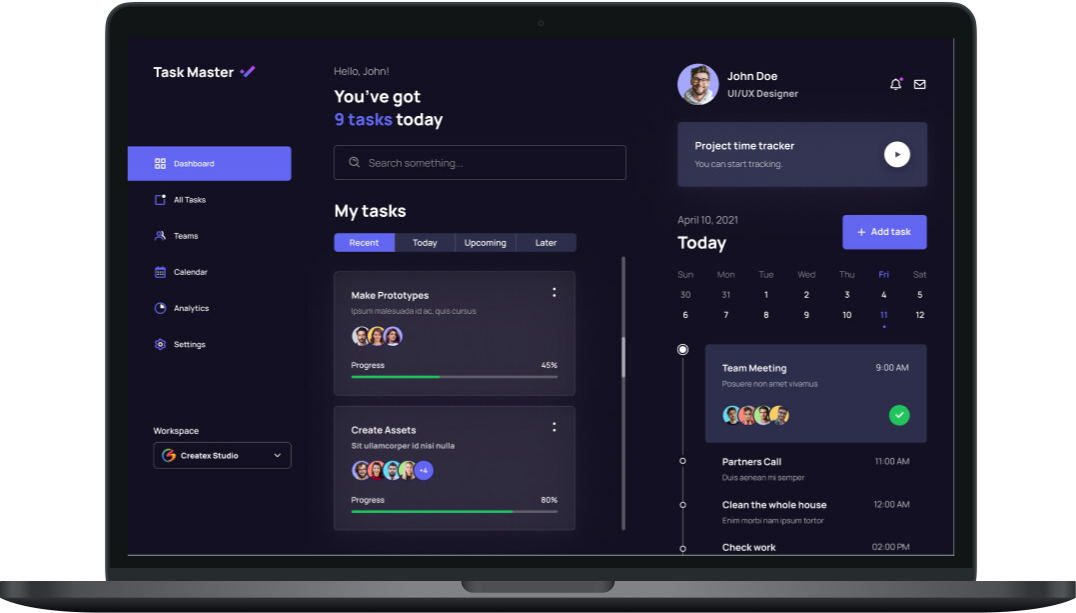 Task Master
Dashboard
All Tasks
Teams
Calendar
Analytics
Settings
Workspace
Createx Studio
Hello, John!
You've got
9 tasks today
Search something...
My tasks
Recent Today Upcoming Later
Make Prototypes
Ipsum malesuada id ac, quis cursus
Progress 45%
Create Assets
Sit ullamcorper id nisi nulla
+4
Progress 80%
John Doe
UI/UX Designer
Project time tracker
You can start tracking.
April 10, 2021
Today
+ Add task
Sun Mon Tue Wed Thu Fri Sat
30 31 1 2 3 4 5
6 7 8 9 10 11 12
Team Meeting 9:00 AM
Posuere non amet vivamus
Partners Call 11:00 AM
Duis aenean mi semper
Clean the whole house 12:00 AM
Enim morbi nam ipsum tortor
Check work 02:00 PM